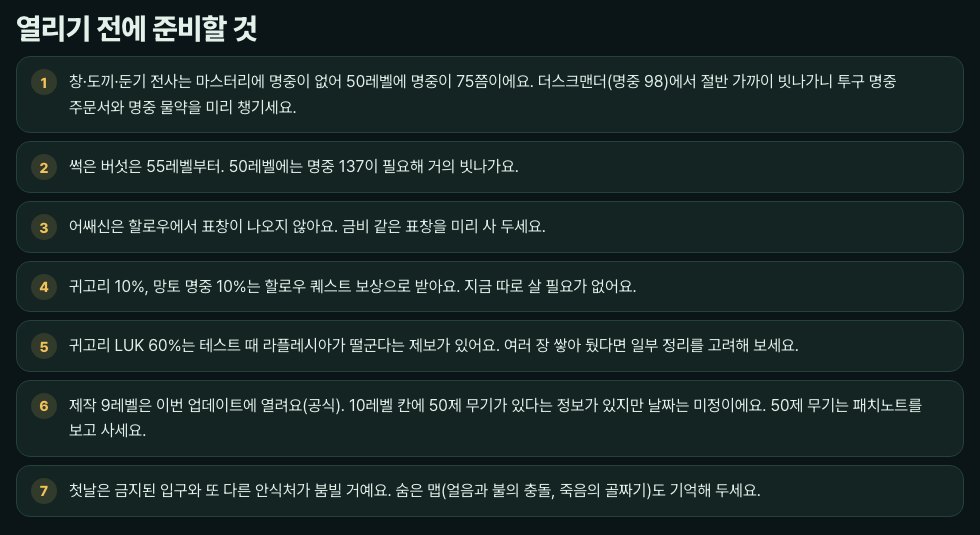 열리기 전에 준비할 것
1 창·도끼·둔기 전사는 마스터리에 명중이 없어 50레벨에 명중이 75쯤이에요. 더스크맨더(명중 98)에서 절반 가까이 빗나가니 투구 명중
주문서와 명중 물약을 미리 챙기세요.
2 썩은 버섯은 55레벨부터. 50레벨에는 명중 137이 필요해 거의 빗나가요.
3 어쌔신은 할로우에서 표창이 나오지 않아요. 금비 같은 표창을 미리 사 두세요.
4 귀고리 10%, 망토 명중 10%는 할로우 퀘스트 보상으로 받아요. 지금 따로 살 필요가 없어요.
5 귀고리 LUK 60%는 테스트 때 라플레시아가 떨군다는 제보가 있어요. 여러 장 쌓아 뒀다면 일부 정리를 고려해 보세요.
6 제작 9레벨은 이번 업데이트에 열려요(공식). 10레벨 칸에 50제 무기가 있다는 정보가 있지만 날짜는 미정이에요. 50제 무기는 패치노트를
보고 사세요.
7 첫날은 금지된 입구와 또 다른 안식처가 붐빌 거예요. 숨은 맵(얼음과 불의 충돌, 죽음의 골짜기)도 기억해 두세요.